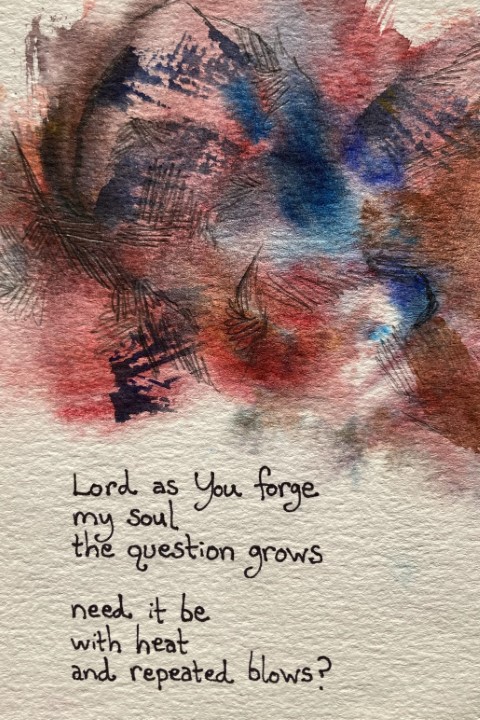 Lord as You forge
my soul
the question grows
need it be
with heat
and repeated blows?